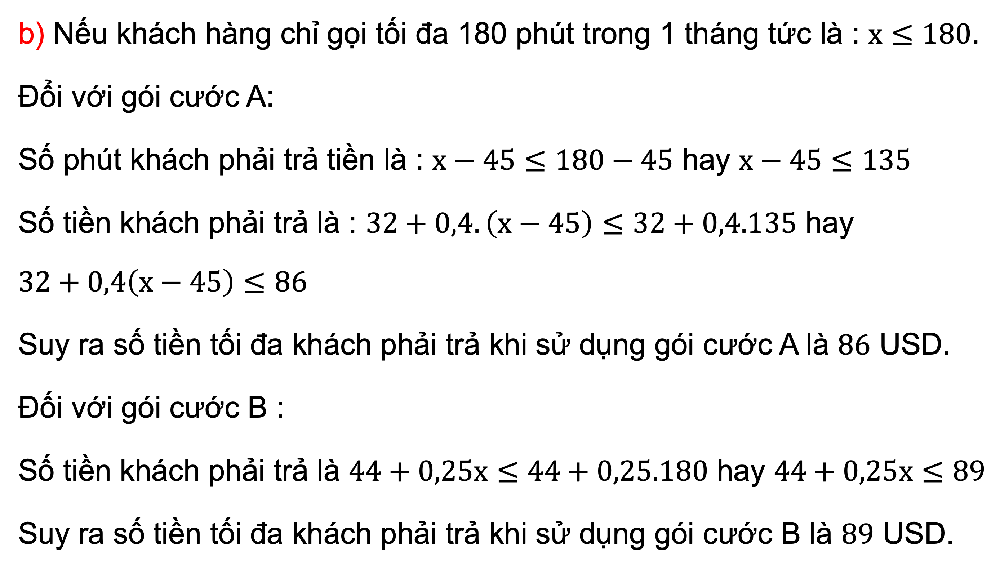 b) Nếu khách hàng chỉ gọi tối đa 180 phút trong 1 tháng tức là : x ≤ 180.
Đổi với gói cước A:
Số phút khách phải trả tiền là : x − 45 ≤ 180 − 45 hay x − 45 ≤ 135
Số tiền khách phải trả là : 32 + 0,4. (x − 45) ≤ 32 + 0,4.135 hay
32 + 0,4(x − 45) ≤ 86
Suy ra số tiền tối đa khách phải trả khi sử dụng gói cước A là 86 USD.
Đối với gói cước B :
Số tiền khách phải trả là 44 + 0,25x ≤ 44 + 0,25.180 hay 44 + 0,25x ≤ 89
Suy ra số tiền tối đa khách phải trả khi sử dụng gói cước B là 89 USD.